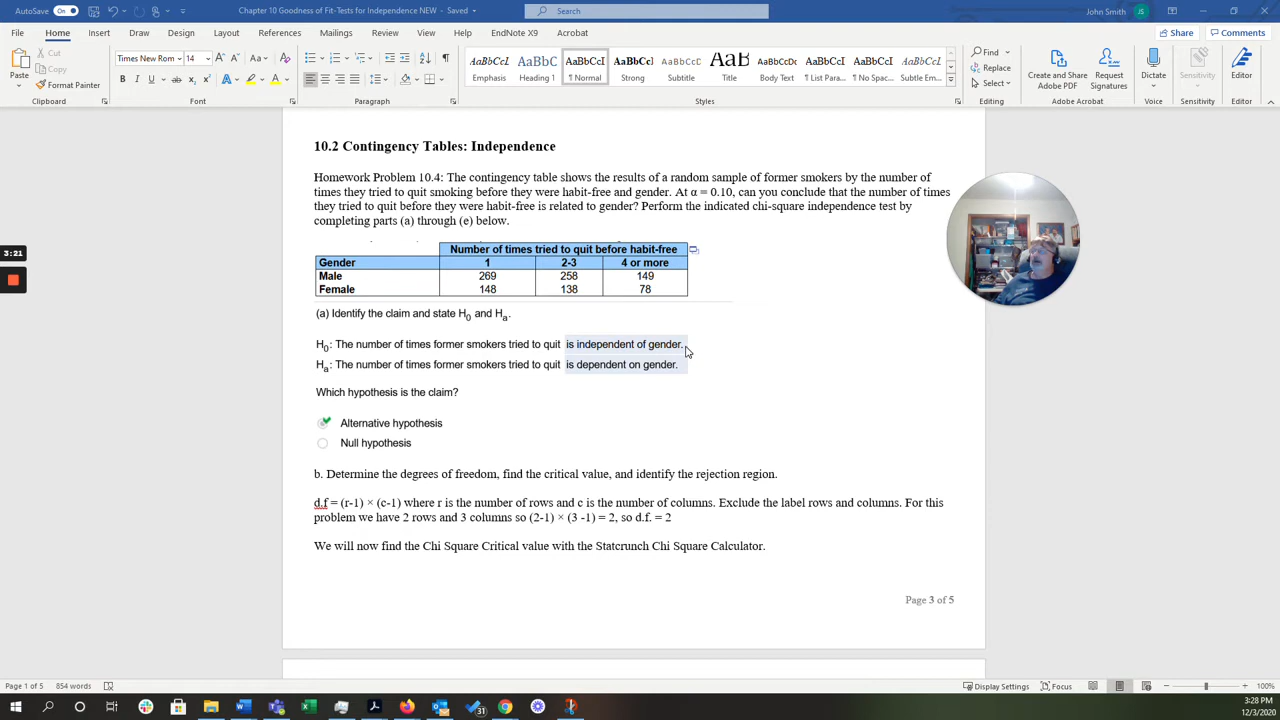 AutoSave On Chapter 10 Goodness of Fit-Tests for Independence NEW - Saved Search John Smith JS
File Home Insert Draw Design Layout References Mailings Review View Help EndNote X9 Acrobat Share Comments
Paste Cut Copy Format Painter Clipboard
Times New Rom 14 Font
Paragraph
AaBbCcI Emphasis AaBbC Heading 1 AaBbCcI ¶ Normal AaBbCc Strong AaBbCcI Subtitle AaB Title AaBbCcI Body Text AaBbCcI ¶ List Para... AaBbCcI ¶ No Spac... AaBbCcI Subtle Em... Styles
Find Replace Select Editing
Create and Share Adobe PDF Request Signatures Adobe Acrobat
Dictate Voice Sensitivity Sensitivity Editor Editor
10.2 Contingency Tables: Independence
Homework Problem 10.4: The contingency table shows the results of a random sample of former smokers by the number of
times they tried to quit smoking before they were habit-free and gender. At α = 0.10, can you conclude that the number of times
they tried to quit before they were habit-free is related to gender? Perform the indicated chi-square independence test by
completing parts (a) through (e) below.
Number of times tried to quit before habit-free
Gender 1 2-3 4 or more
Male 269 258 149
Female 148 138 78
(a) Identify the claim and state H0 and Ha.
H0: The number of times former smokers tried to quit is independent of gender.
Ha: The number of times former smokers tried to quit is dependent on gender.
Which hypothesis is the claim?
Alternative hypothesis
Null hypothesis
b. Determine the degrees of freedom, find the critical value, and identify the rejection region.
d.f = (r-1) × (c-1) where r is the number of rows and c is the number of columns. Exclude the label rows and columns. For this
problem we have 2 rows and 3 columns so (2-1) × (3 -1) = 2, so d.f. = 2
We will now find the Chi Square Critical value with the Statcrunch Chi Square Calculator.
Page 3 of 5
3:21
Page 1 of 5 854 words Display Settings Focus 100%
31
3:28 PM
12/3/2020